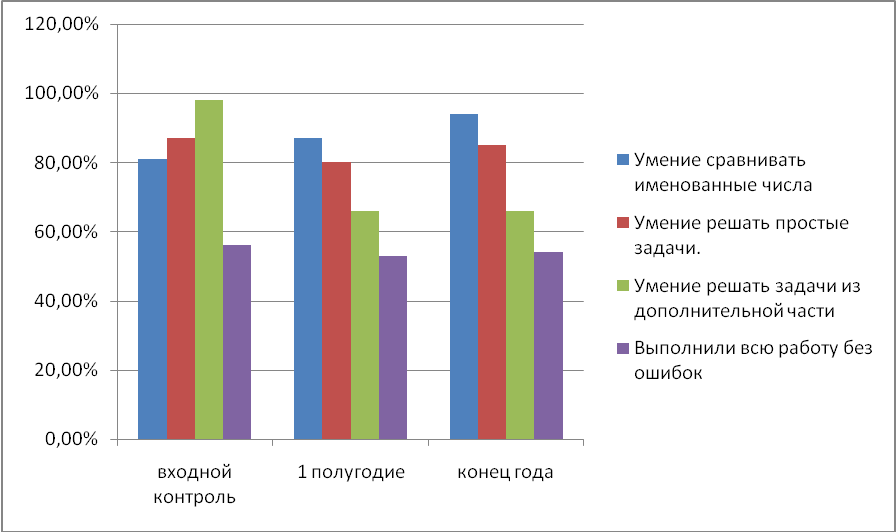 120,00%
100,00%
80,00%
60,00%
40,00%
20,00%
0,00%
входной
контроль
1 полугодие
конец года
Умение сравнивать
именованные числа
Умение решать простые
задачи.
Умение решать задачи из
дополнительной части
Выполнили всю работу без
ошибок